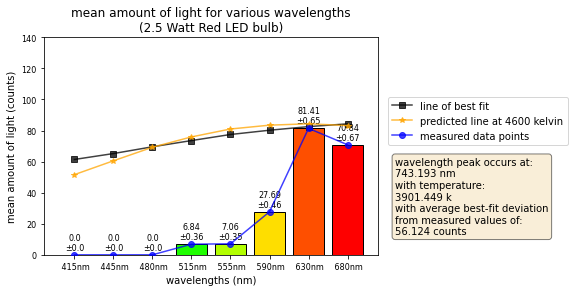 mean amount of light for various wavelengths
(2.5 Watt Red LED bulb)
mean amount of light (counts)
140
120
100
80
60
40
20
0
0.0
±0.0
0.0
±0.0
0.0
±0.0
6.84
±0.36
7.06
±0.35
27.69
±0.46
81.41
±0.65
70.84
±0.67
415nm 445nm 480nm 515nm 555nm 590nm 630nm 680nm
wavelengths (nm)
line of best fit
predicted line at 4600 kelvin
measured data points
wavelength peak occurs at:
743.193 nm
with temperature:
3901.449 k
with average best-fit deviation
from measured values of:
56.124 counts